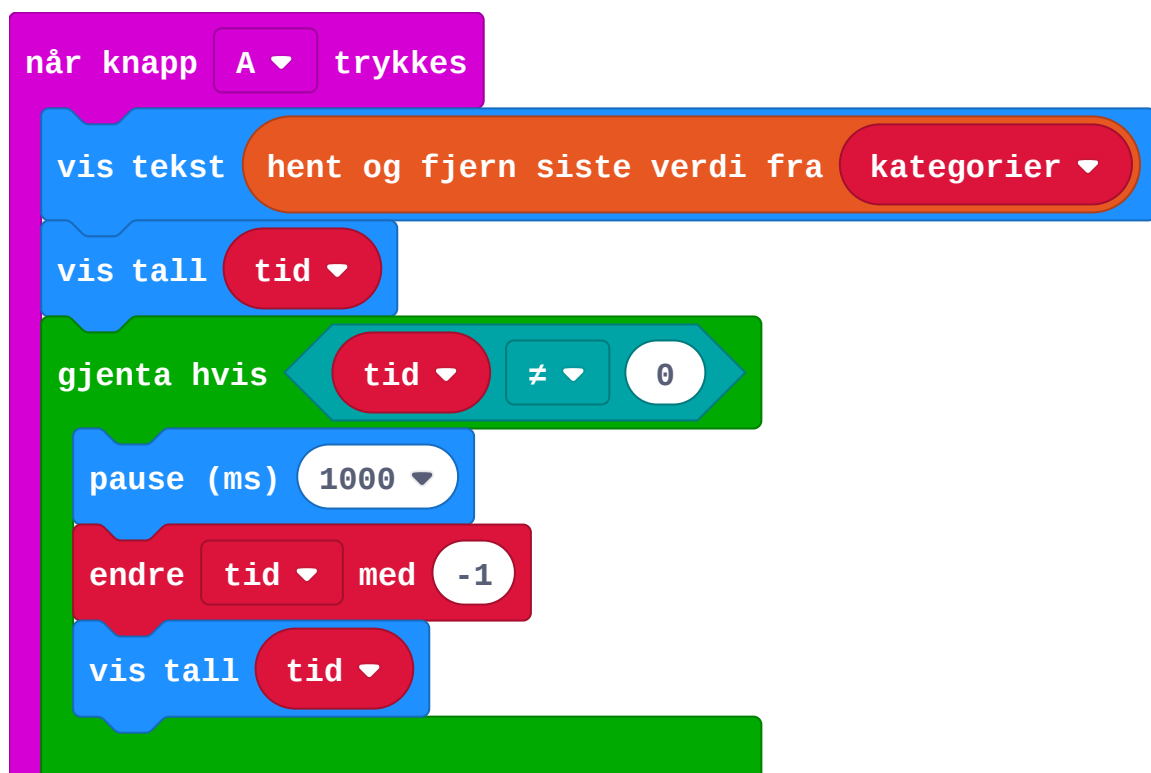 når knapp A trykkes
vis tekst hent og fjern siste verdi fra kategorier
vis tall tid
gjenta hvis tid ≠ 0
pause (ms) 1000
endre tid med -1
vis tall tid